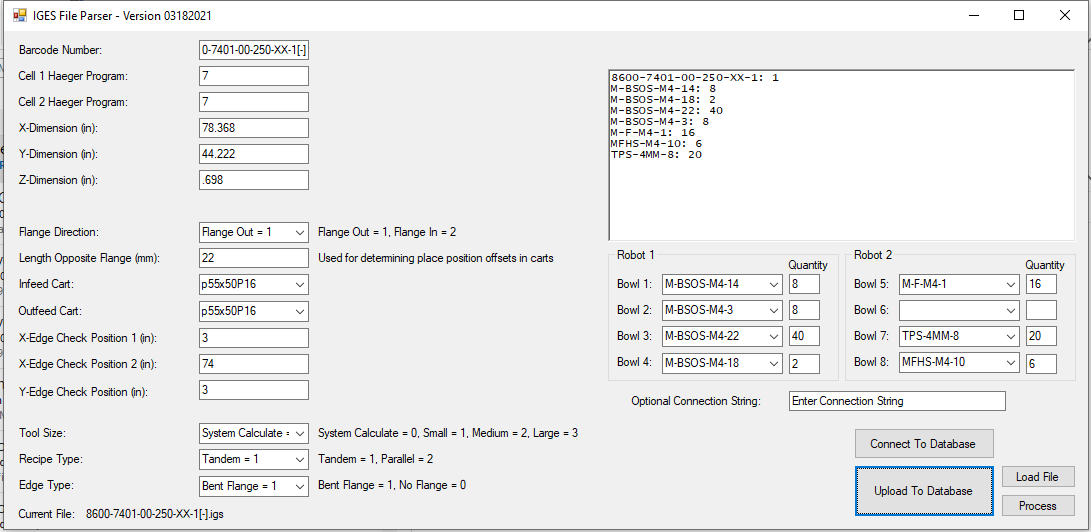 IGES File Parser - Version 03182021
Barcode Number: 0-7401-00-250-XX-1[-]
Cell 1 Haeger Program: 7
Cell 2 Haeger Program: 7
X-Dimension (in): 78.368
Y-Dimension (in): 44.222
Z-Dimension (in): .698
Flange Direction: Flange Out = 1 Flange Out = 1, Flange In = 2
Length Opposite Flange (mm): 22 Used for determining place position offsets in carts
Infeed Cart: p55x50P16
Outfeed Cart: p55x50P16
X-Edge Check Position 1 (in): 3
X-Edge Check Position 2 (in): 74
Y-Edge Check Position (in): 3
Tool Size: System Calculate = System Calculate = 0, Small = 1, Medium = 2, Large = 3
Recipe Type: Tandem = 1 Tandem = 1, Parallel = 2
Edge Type: Bent Flange = 1 Bent Flange = 1, No Flange = 0
Current File: 8600-7401-00-250-XX-1[-].igs
8600-7401-00-250-XX-1: 1
M-BSOS-M4-14: 8
M-BSOS-M4-18: 2
M-BSOS-M4-22: 40
M-BSOS-M4-3: 8
M-F-M4-1: 16
MFHS-M4-10: 6
TPS-4MM-8: 20
Robot 1
Quantity
Bowl 1: M-BSOS-M4-14 8
Bowl 2: M-BSOS-M4-3 8
Bowl 3: M-BSOS-M4-22 40
Bowl 4: M-BSOS-M4-18 2
Robot 2
Quantity
Bowl 5: M-F-M4-1 16
Bowl 6:
Bowl 7: TPS-4MM-8 20
Bowl 8: MFHS-M4-10 6
Optional Connection String: Enter Connection String
Connect To Database
Upload To Database
Load File
Process